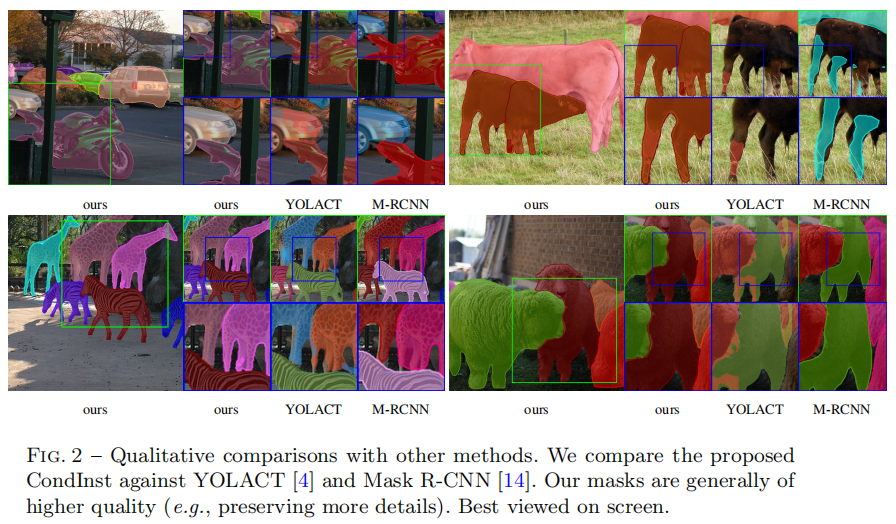 ours ours YOLACT M-RCNN ours ours YOLACT M-RCNN
ours ours YOLACT M-RCNN ours ours YOLACT M-RCNN
FIG. 2 – Qualitative comparisons with other methods. We compare the proposed
CondInst against YOLACT [4] and Mask R-CNN [14]. Our masks are generally of
higher quality (e.g., preserving more details). Best viewed on screen.